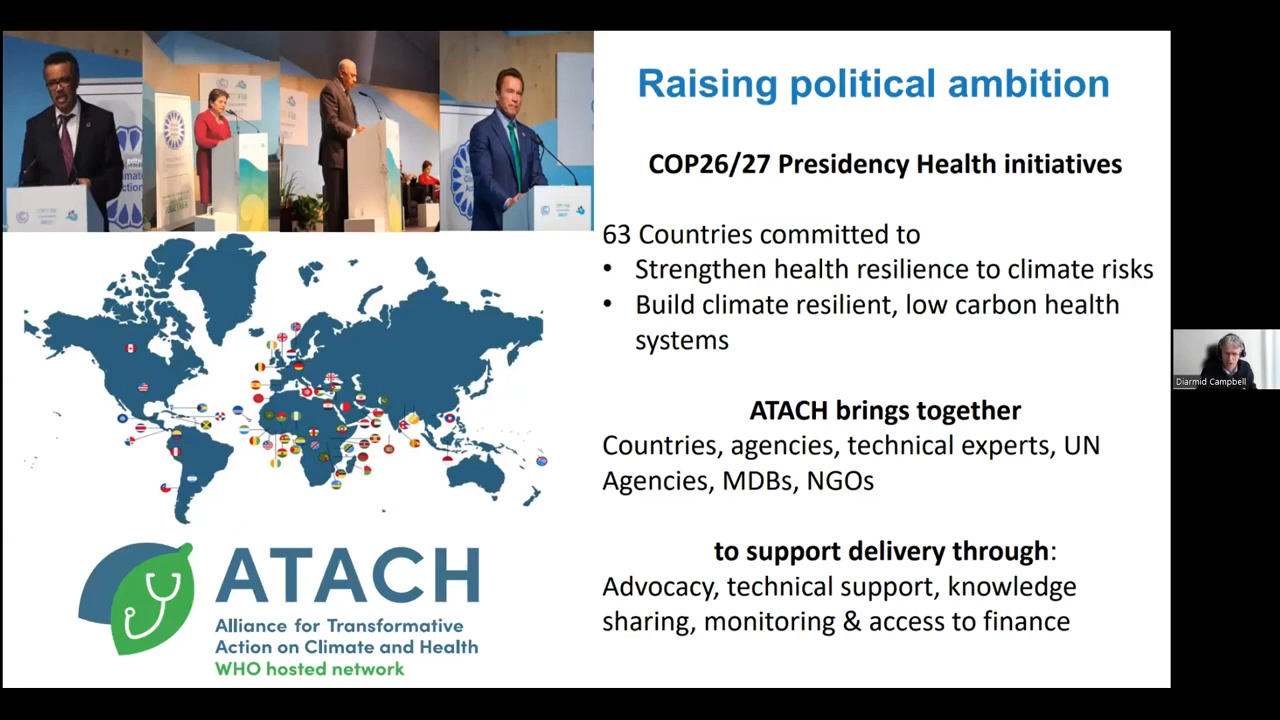 Raising political ambition
COP26/27 Presidency Health initiatives
63 Countries committed to
• Strengthen health resilience to climate risks
• Build climate resilient, low carbon health
systems
ATACH brings together
Countries, agencies, technical experts, UN
Agencies, MDBs, NGOs
to support delivery through:
Advocacy, technical support, knowledge
sharing, monitoring & access to finance
ATACH
Alliance for Transformative
Action on Climate and Health
WHO hosted network
Diarmid Campbell